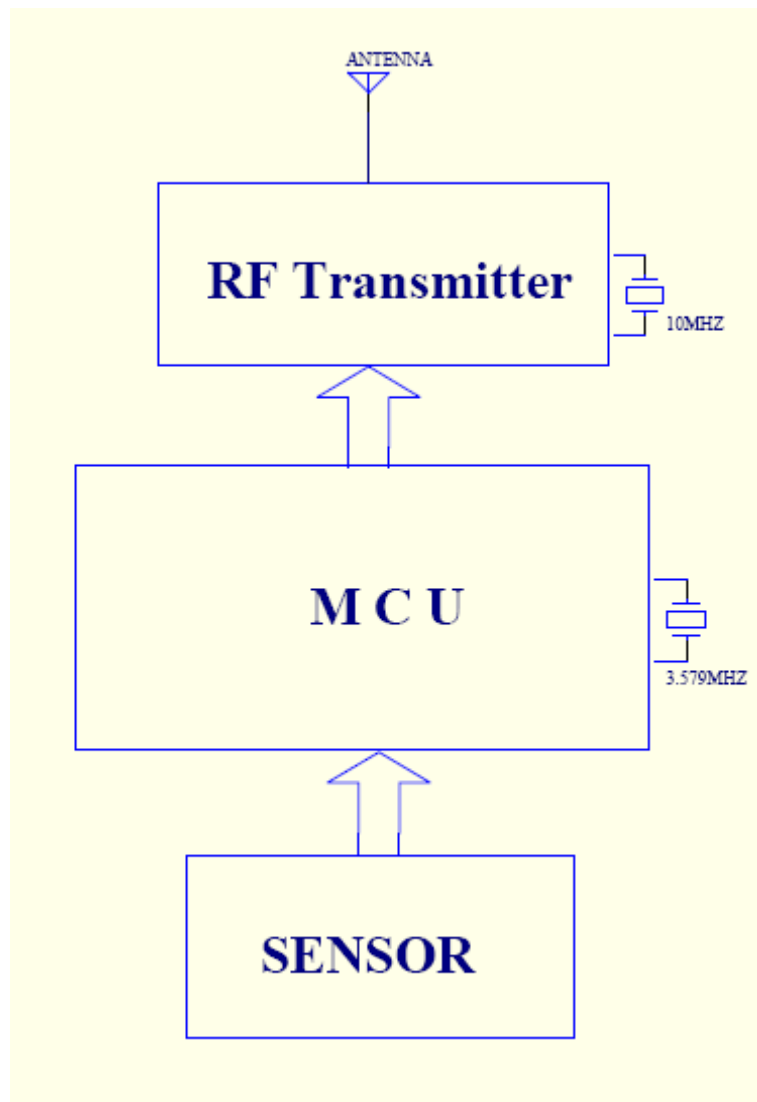 ANTENNA
RF Transmitter
10MHZ
M C U
3.579MHZ
SENSOR